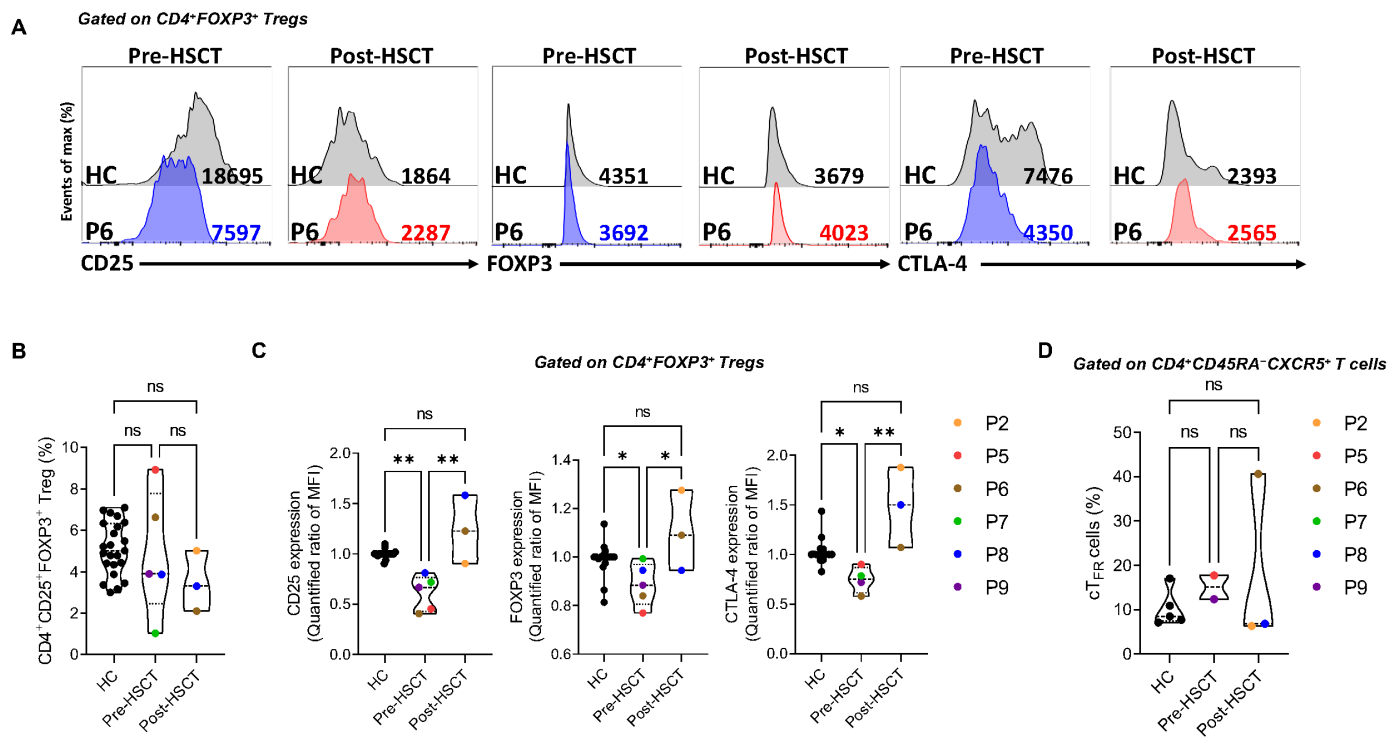 A
Gated on CD4⁺FOXP3⁺ Tregs
Pre-HSCT Post-HSCT Pre-HSCT Post-HSCT Pre-HSCT Post-HSCT
Events of max (%)
HC 18695 HC 1864 HC 4351 HC 3679 HC 7476 HC 2393
P6 7597 P6 2287 P6 3692 P6 4023 P6 4350 P6 2565
CD25 FOXP3 CTLA-4
B
ns
ns ns
CD4⁺CD25⁺FOXP3⁺ Treg (%)
10
8
6
4
2
0
HC
Pre-HSCT
Post-HSCT
C
Gated on CD4⁺FOXP3⁺ Tregs
ns
** **
CD25 expression
(Quantified ratio of MFI)
2.0
1.5
1.0
0.5
0.0
HC
Pre-HSCT
Post-HSCT
ns
* *
FOXP3 expression
(Quantified ratio of MFI)
1.4
1.2
1.0
0.8
0.6
HC
Pre-HSCT
Post-HSCT
ns
* **
CTLA-4 expression
(Quantified ratio of MFI)
2.0
1.5
1.0
0.5
0.0
HC
Pre-HSCT
Post-HSCT
P2
P5
P6
P7
P8
P9
D
Gated on CD4⁺CD45RA⁻CXCR5⁺ T cells
ns
ns ns
cTFR cells (%)
50
40
30
20
10
0
HC
Pre-HSCT
Post-HSCT
P2
P5
P6
P7
P8
P9